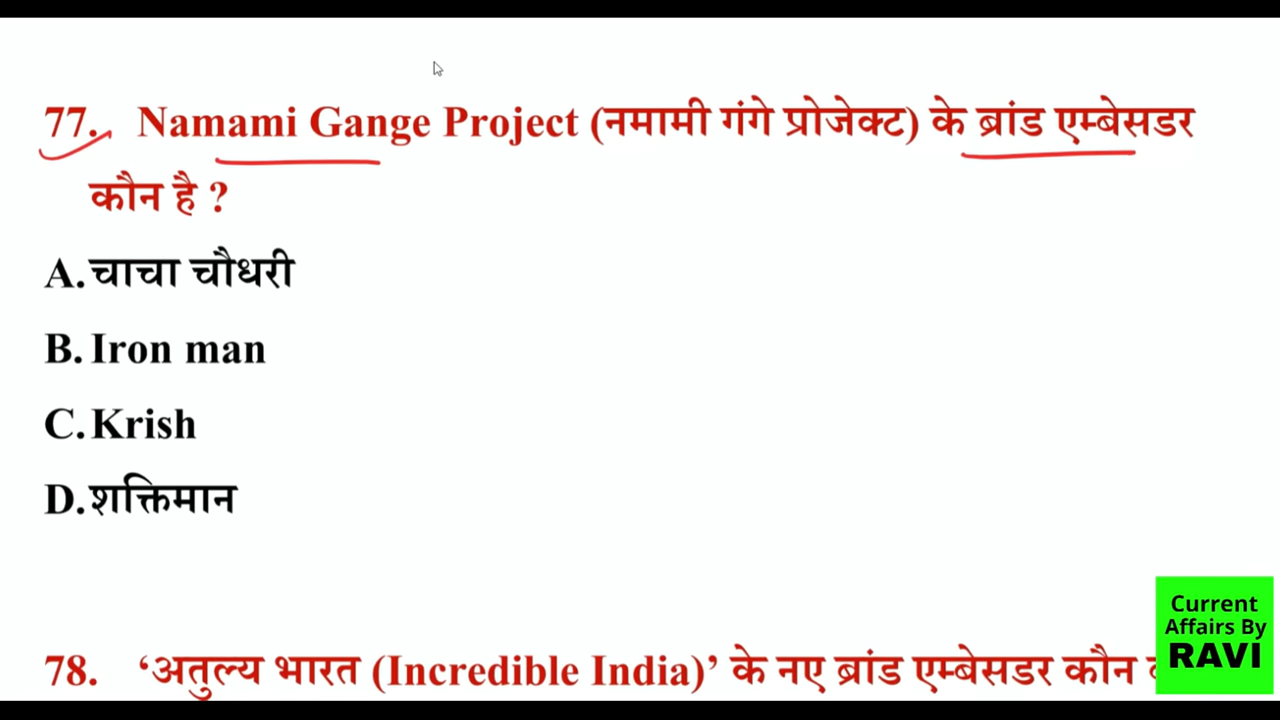 77. Namami Gange Project (नमामी गंगे प्रोजेक्ट) के ब्रांड एम्बेसडर
कौन है ?
A. चाचा चौधरी
B. Iron man
C. Krish
D. शक्तिमान
78. ‘अतुल्य भारत (Incredible India)’ के नए ब्रांड एम्बेसडर कौन
Current
Affairs By
RAVI